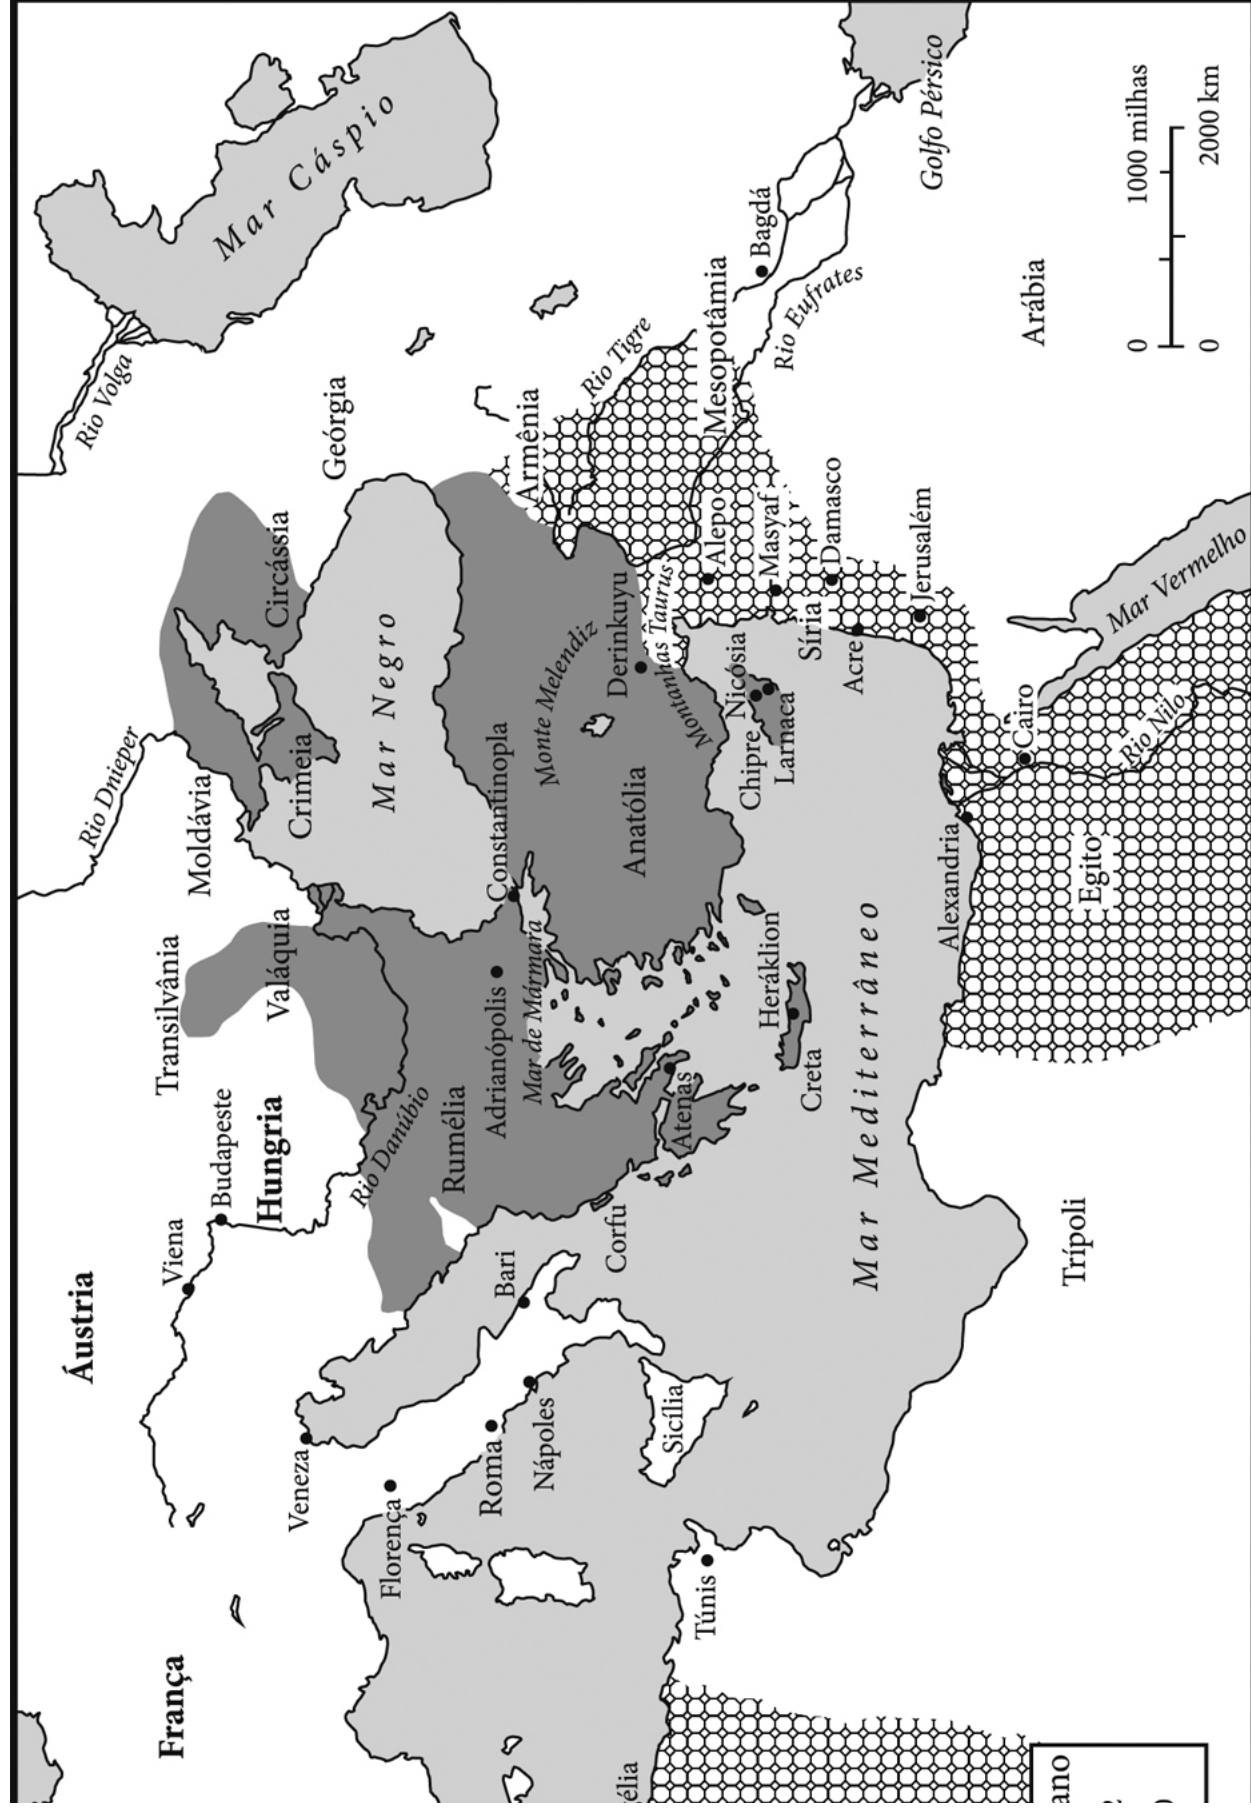 França
Áustria
Hungria
Viena
Budapeste
Transilvânia
Valáquia
Moldávia
Rio Dnieper
Crimeia
Circássia
Geórgia
Rio Volga
Mar Cáspio
Mar Negro
Veneza
Florença
Roma
Nápoles
Bari
Corfu
Sicília
Túnis
Rio Danúbio
Rumélia
Adrianópolis
Mar de Mármara
Constantinopla
Atenas
Monte Melendiz
Anatólia
Derinkuyu
Montanhas Taurus
Armênia
Rio Tigre
Mesopotâmia
Bagdá
Rio Eufrates
Golfo Pérsico
Alepo
Masyaf
Síria
Damasco
Acre
Jerusalém
Nicósia
Chipre
Larnaca
Heráklion
Creta
Mar Mediterrâneo
Alexandria
Cairo
Rio Nilo
Egito
Mar Vermelho
Arábia
Trípoli
0
1000 milhas
0
2000 km
élia
ano